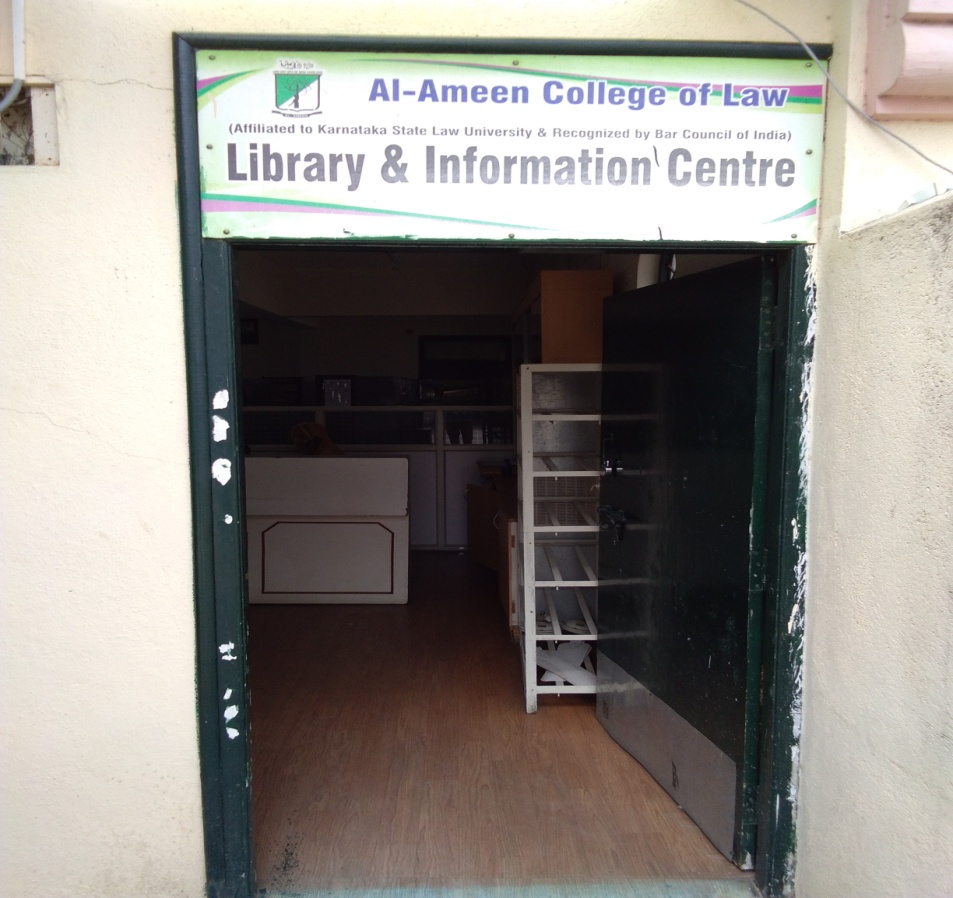 Al-Ameen College of Law
(Affiliated to Karnataka State Law University & Recognized by Bar Council of India)
Library & Information Centre